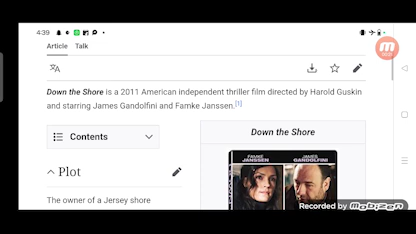 4:39
Article Talk
Down the Shore is a 2011 American independent thriller film directed by Harold Guskin
and starring James Gandolfini and Famke Janssen.[1]
Contents
Down the Shore
Plot
FAMKE JANSSEN
JAMES GANDOLFINI
The owner of a Jersey shore
Recorded by MOBIZEN